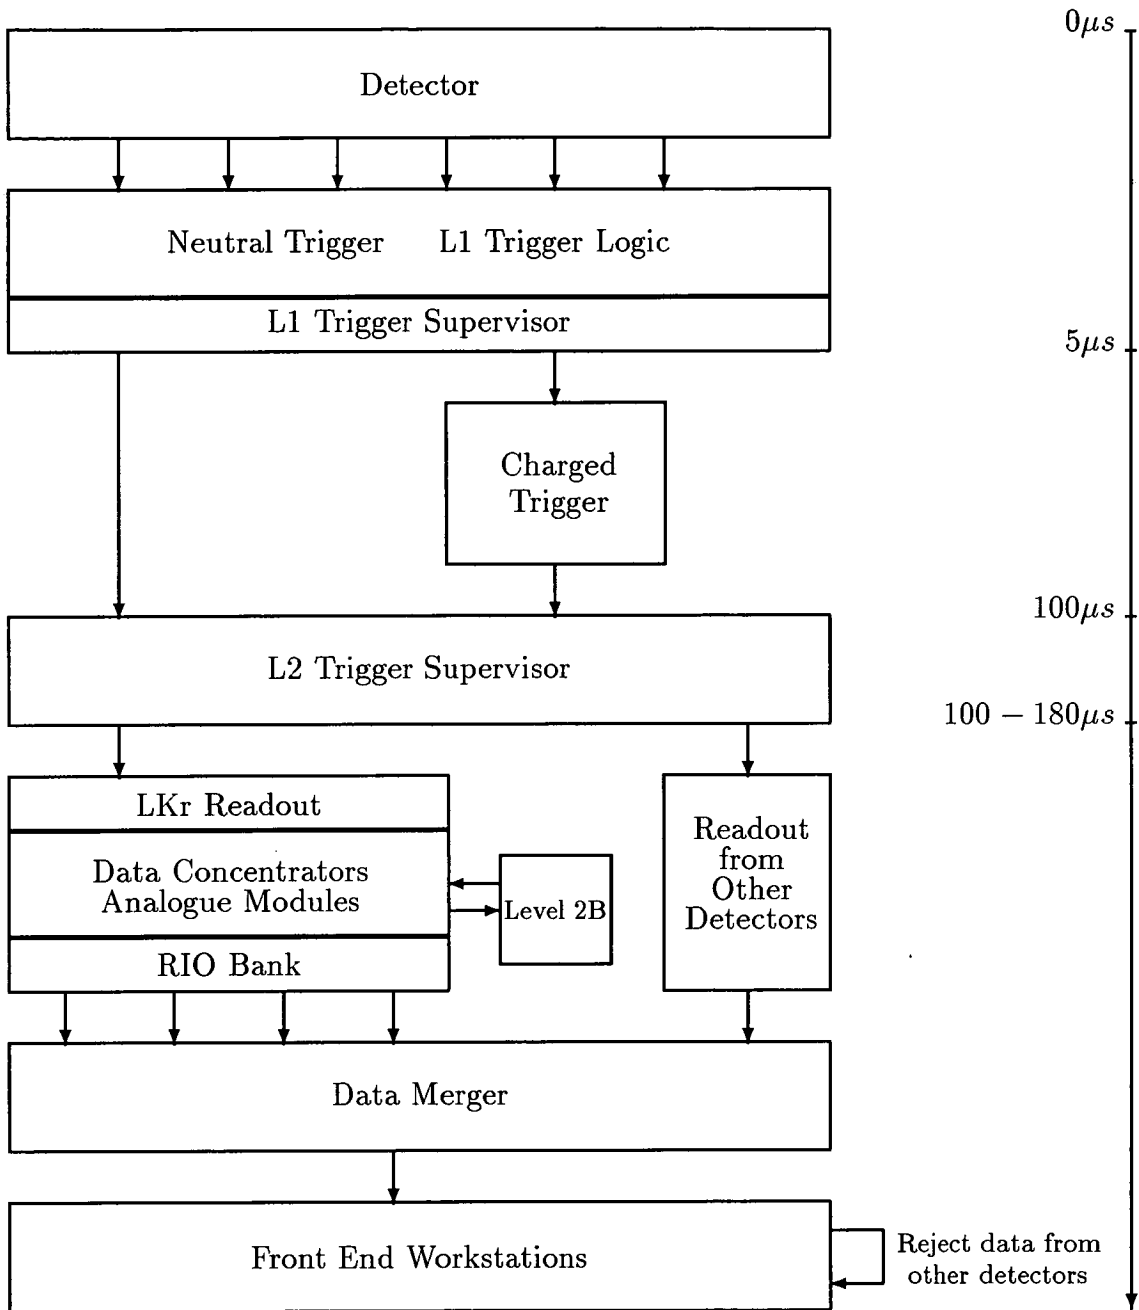 0μs
Detector
Neutral Trigger L1 Trigger Logic
L1 Trigger Supervisor
5μs
Charged
Trigger
100μs
L2 Trigger Supervisor
100 − 180μs
LKr Readout
Data Concentrators
Analogue Modules
RIO Bank
Level 2B
Readout
from
Other
Detectors
Data Merger
Front End Workstations
Reject data from
other detectors